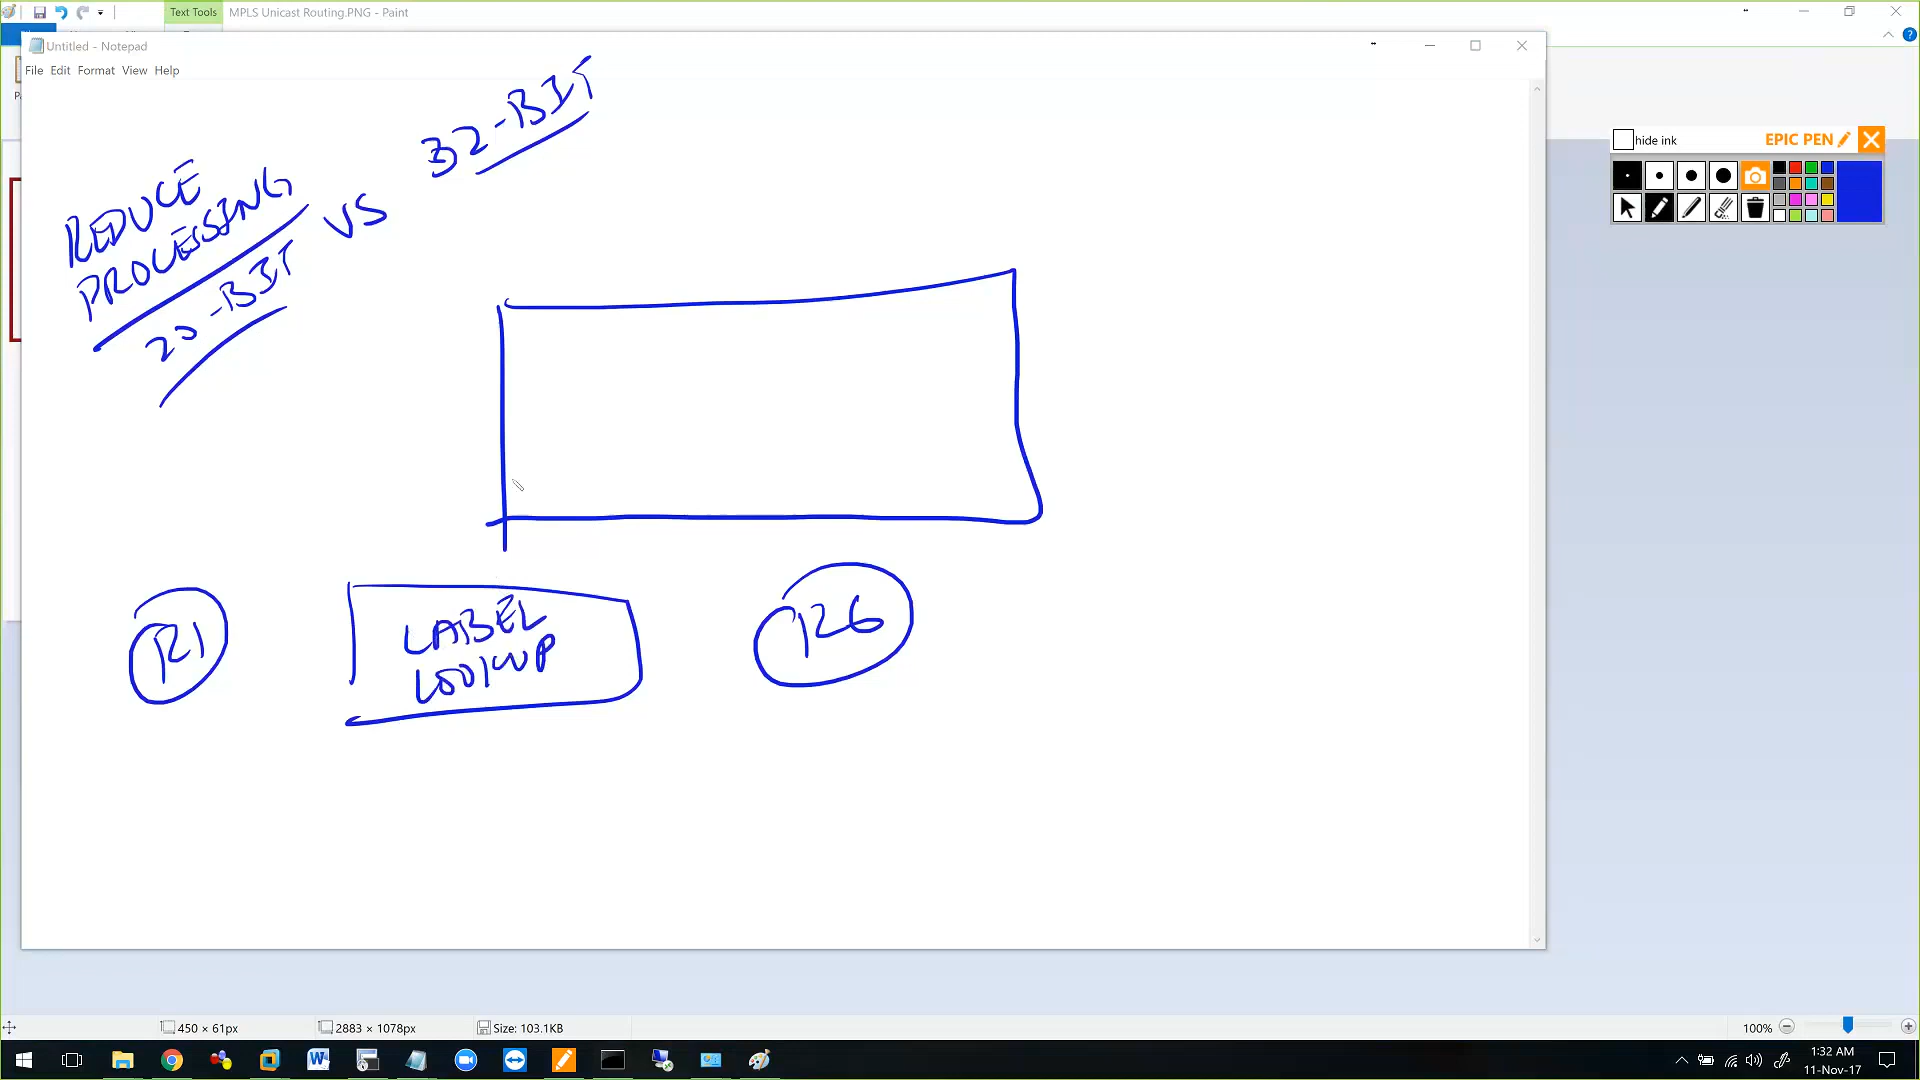 Text Tools MPLS Unicast Routing.PNG - Paint
Untitled - Notepad
File Edit Format View Help
32-BIT
REDUCE
PROCESSING
VS
20-BIT
hide ink EPIC PEN
R1
LABEL
LOOKUP
R6
450 × 61px 2883 × 1078px Size: 103.1KB 100%
1:32 AM
11-Nov-17